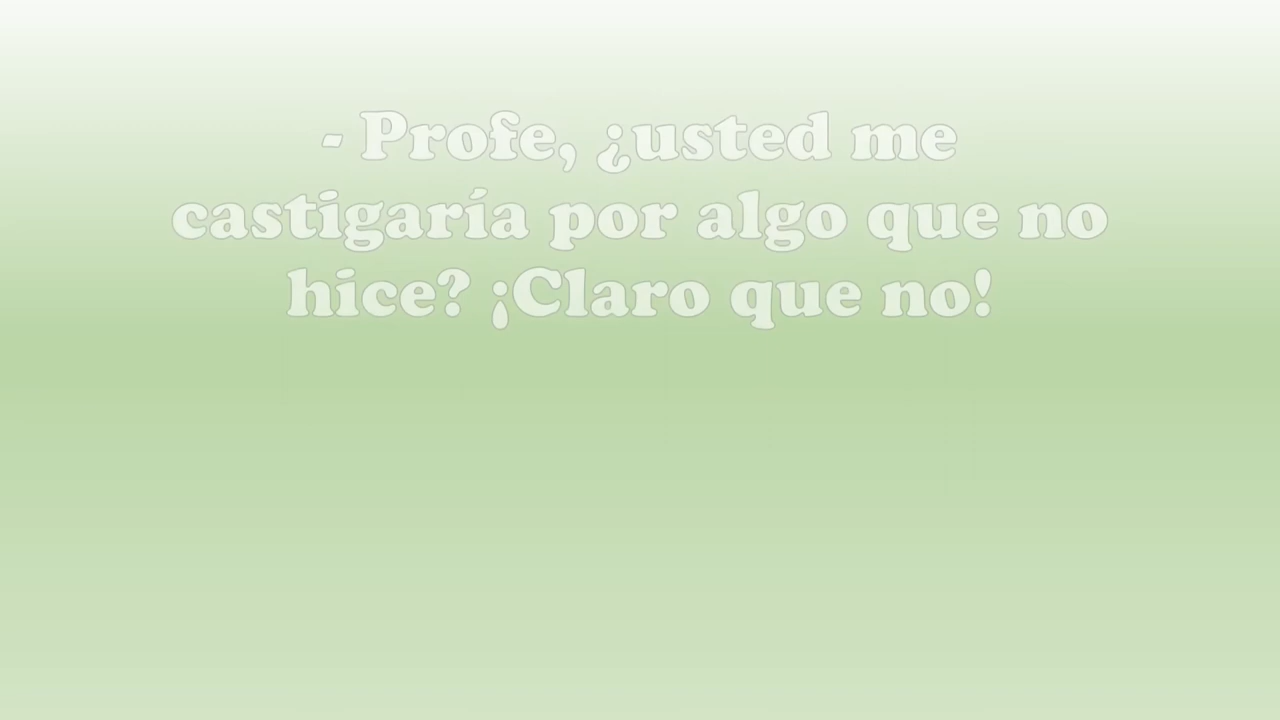 - Profe, ¿usted me
castigaría por algo que no
hice? ¡Claro que no!